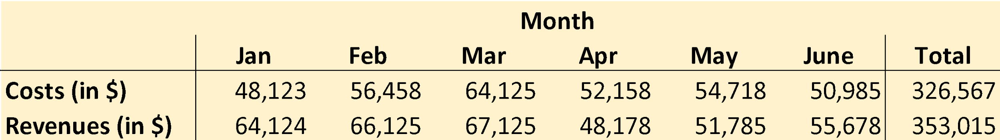 Month
Jan Feb Mar Apr May June Total
Costs (in $) 48,123 56,458 64,125 52,158 54,718 50,985 326,567
Revenues (in $) 64,124 66,125 67,125 48,178 51,785 55,678 353,015